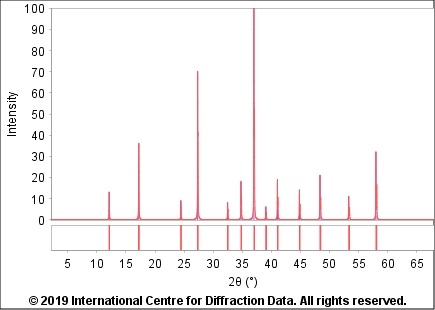 100
90
80
70
60
50
40
30
20
10
0
Intensity
5 10 15 20 25 30 35 40 45 50 55 60 65
2θ (°)
© 2019 International Centre for Diffraction Data. All rights reserved.